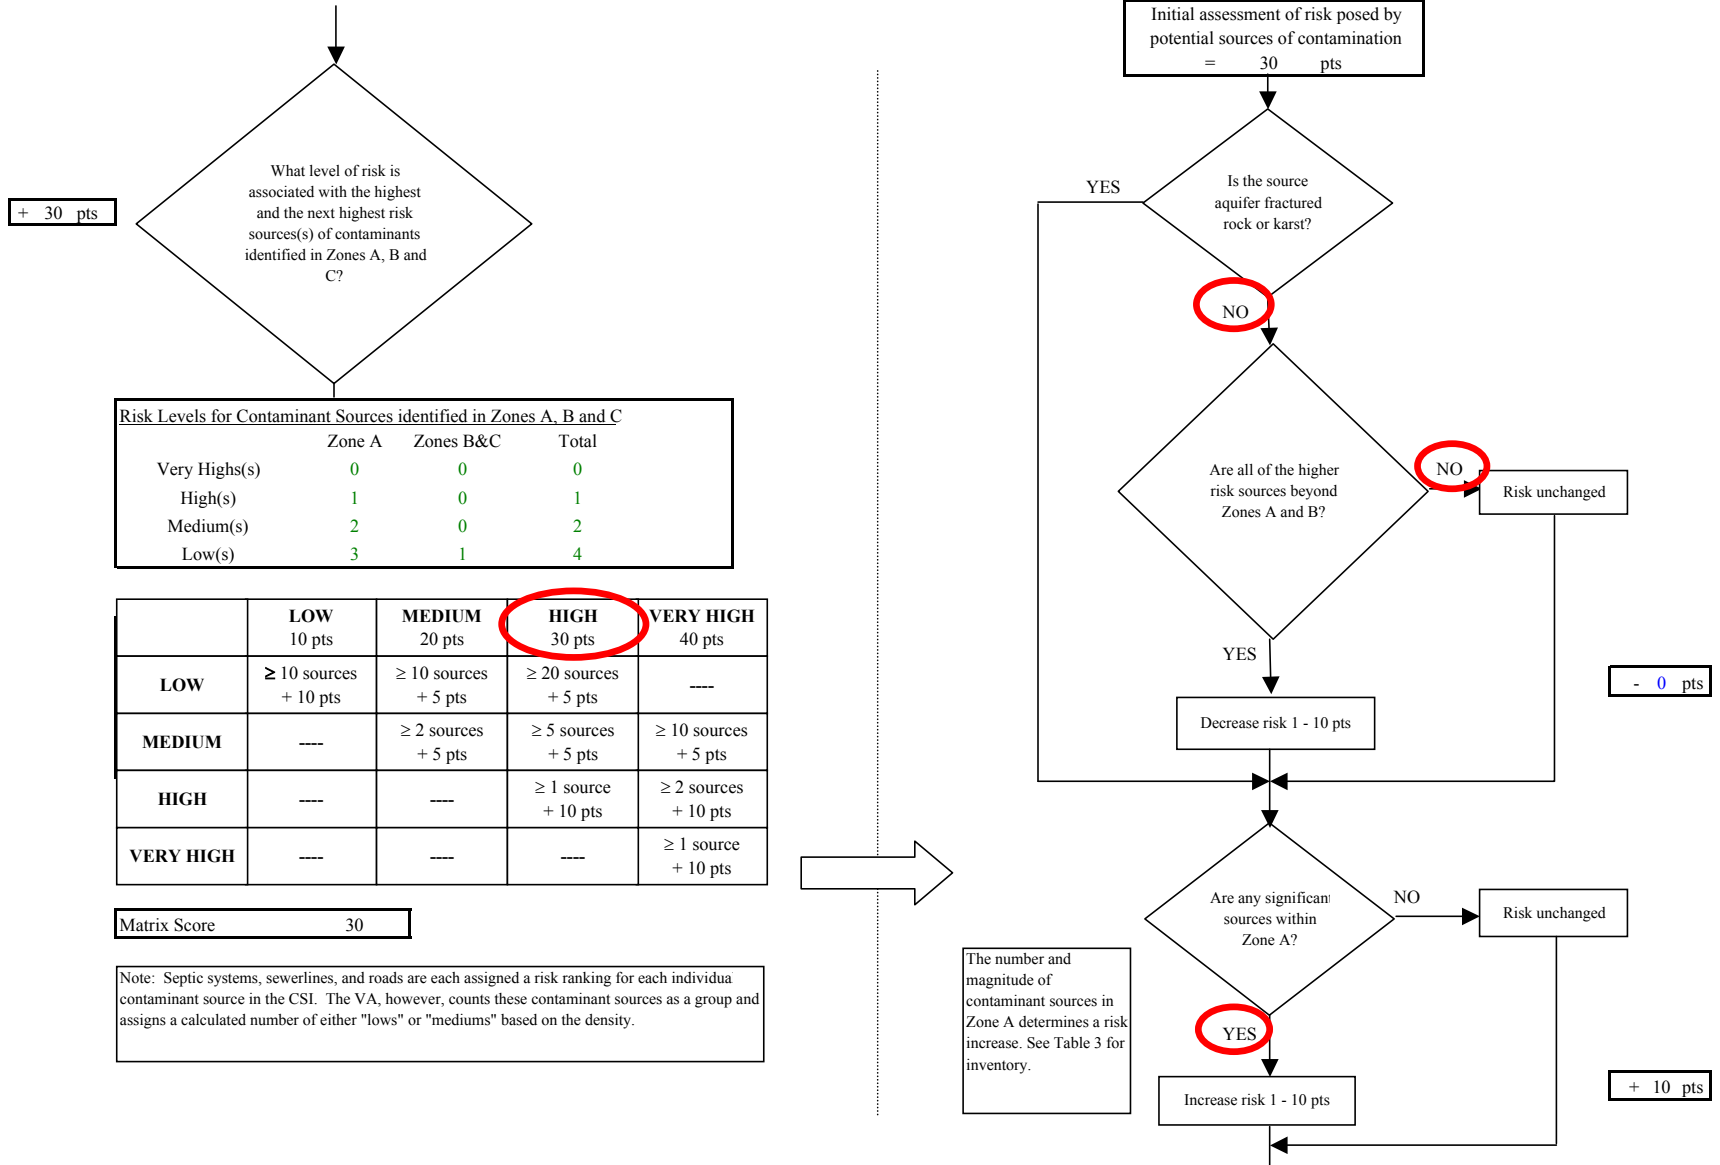 What level of risk is
associated with the highest
and the next highest risk
sources(s) of contaminants
identified in Zones A, B and
C?
+ 30 pts
Risk Levels for Contaminant Sources identified in Zones A, B and C
Zone A Zones B&C Total
Very Highs(s) 0 0 0
High(s) 1 0 1
Medium(s) 2 0 2
Low(s) 3 1 4
LOW MEDIUM HIGH VERY HIGH
10 pts 20 pts 30 pts 40 pts
LOW ≥ 10 sources + 10 pts ≥ 10 sources + 5 pts ≥ 20 sources + 5 pts ----
MEDIUM ---- ≥ 2 sources + 5 pts ≥ 5 sources + 5 pts ≥ 10 sources + 5 pts
HIGH ---- ---- ≥ 1 source + 10 pts ≥ 2 sources + 10 pts
VERY HIGH ---- ---- ---- ≥ 1 source + 10 pts
Matrix Score 30
Note: Septic systems, sewerlines, and roads are each assigned a risk ranking for each individua
contaminant source in the CSI. The VA, however, counts these contaminant sources as a group and
assigns a calculated number of either "lows" or "mediums" based on the density.
Initial assessment of risk posed by
potential sources of contamination
= 30 pts
Is the source
aquifer fractured
rock or karst?
YES
NO
Are all of the higher
risk sources beyond
Zones A and B?
NO
Risk unchanged
YES
- 0 pts
Decrease risk 1 - 10 pts
Are any significant
sources within
Zone A?
NO
Risk unchanged
The number and
magnitude of
contaminant sources in
Zone A determines a risk
increase. See Table 3 for
inventory.
YES
Increase risk 1 - 10 pts
+ 10 pts